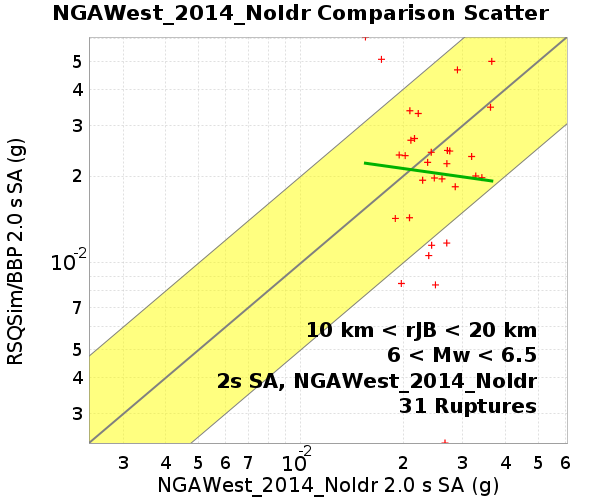 NGAWest_2014_NoIdr Comparison Scatter
RSQSim/BBP 2.0 s SA (g)
5
4
3
2
10-2
7
5
4
3
10 km < rJB < 20 km
6 < Mw < 6.5
2s SA, NGAWest_2014_NoIdr
31 Ruptures
3 4 5 6 7 10-2 2 3 4 5 6
NGAWest_2014_NoIdr 2.0 s SA (g)